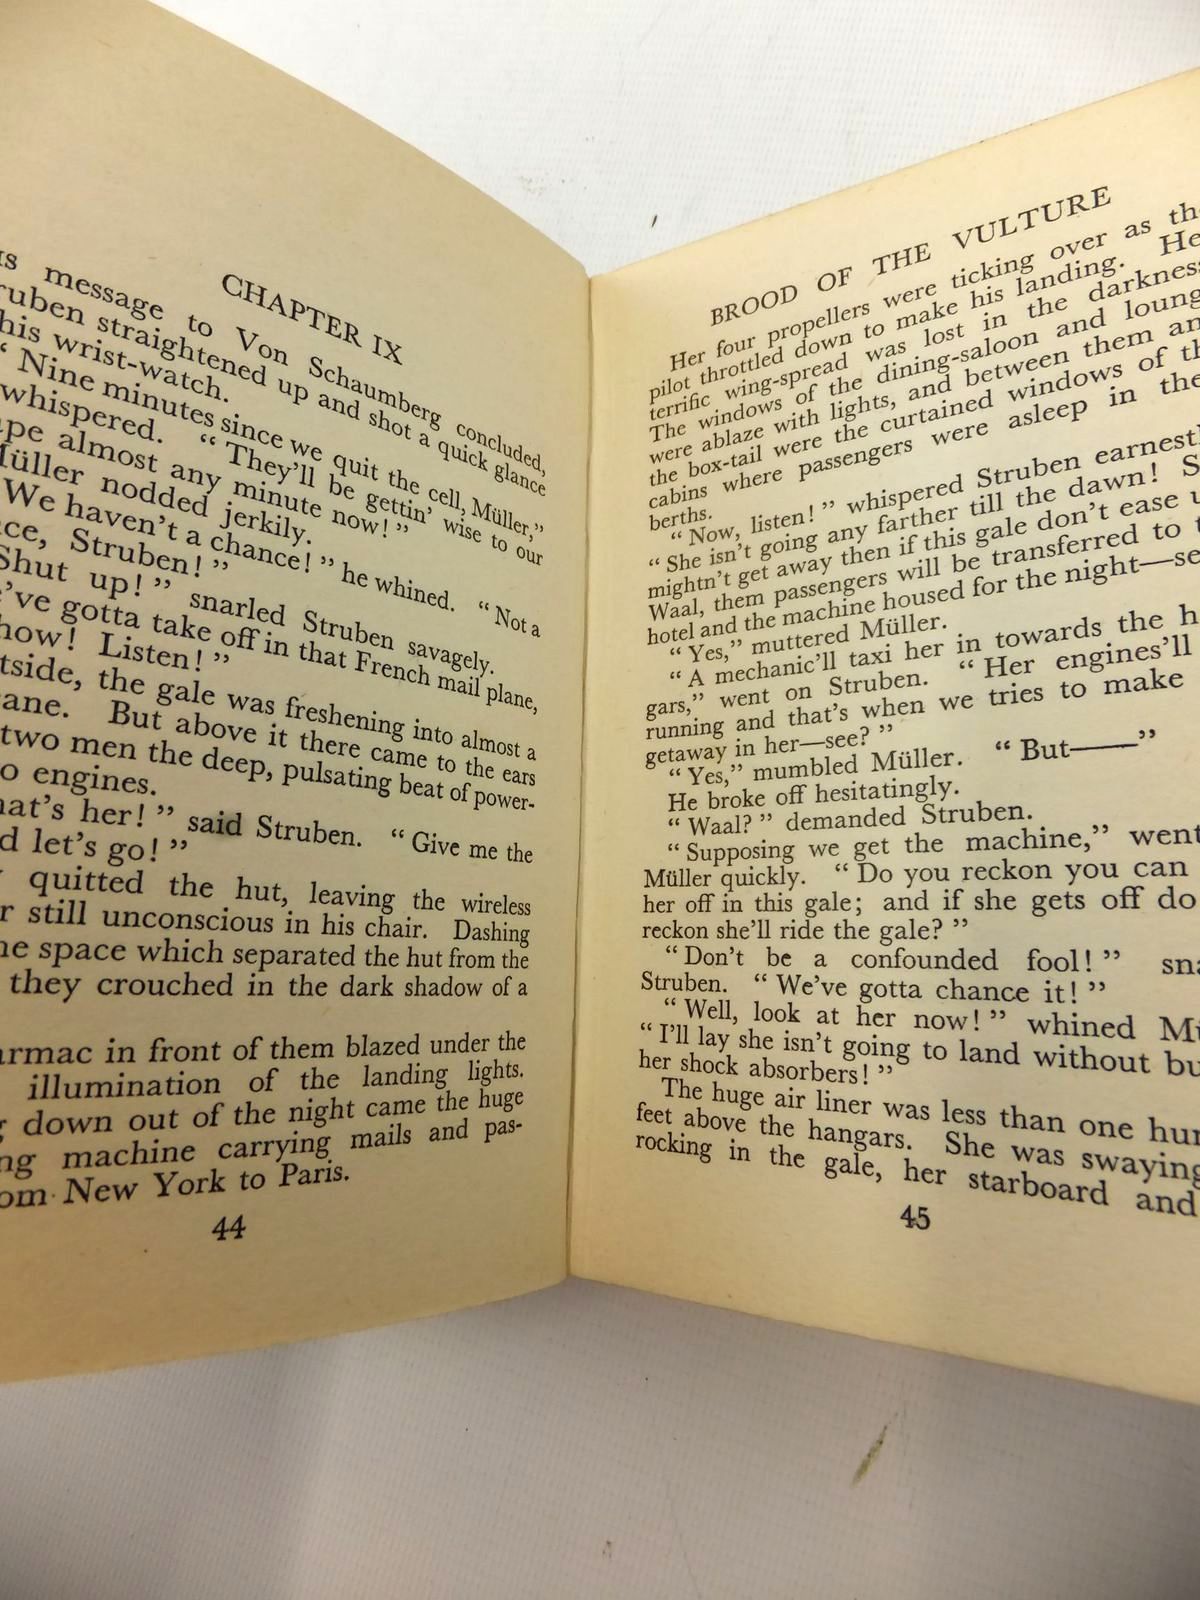 CHAPTER IX
message to Von Schaumberg concluded,
straightened up and shot a quick glance
his wrist-watch.
“ Nine minutes since we quit the cell, Müller,”
whispered. “ They’ll be gettin’ wise to our
almost any minute now! ”
Müller nodded jerkily.
We haven’t a chance! ” he whined. “ Not a
Struben! ”
Shut up! ” snarled Struben savagely.
’ve gotta take off in that French mail plane,
Listen! ”
the gale was freshening into almost a
But above it there came to the ears
two men the deep, pulsating beat of power-
engines.
her! ” said Struben. “ Give me the
let’s go! ”
quitted the hut, leaving the wireless
still unconscious in his chair. Dashing
space which separated the hut from the
they crouched in the dark shadow of a
in front of them blazed under the
illumination of the landing lights.
down out of the night came the huge
machine carrying mails and pas-
New York to Paris.
44
BROOD OF THE VULTURE
Her four propellers were ticking over as the
pilot throttled down to make his landing. He
terrific wing-spread was lost in the darkness
The windows of the dining-saloon and loung
were ablaze with lights, and between them an
the box-tail were the curtained windows of th
cabins where passengers were asleep in the
berths.
“ Now, listen! ” whispered Struben earnestl
“ She isn’t going any farther till the dawn! S
mightn’t get away then if this gale don’t ease u
Waal, them passengers will be transferred to t
hotel and the machine housed for the night—se
“ Yes,” muttered Müller.
“ A mechanic’ll taxi her in towards the h
gars,” went on Struben. “ Her engines’ll
running and that’s when we tries to make
getaway in her—see? ”
“ Yes,” mumbled Müller. “ But——”
He broke off hesitatingly.
“ Waal? ” demanded Struben.
“ Supposing we get the machine,” went
Müller quickly. “ Do you reckon you can
her off in this gale; and if she gets off do
reckon she’ll ride the gale? ”
“ Don’t be a confounded fool! ” sna
Struben. “ We’ve gotta chance it! ”
“ Well, look at her now! ” whined Mü
“ I’ll lay she isn’t going to land without bu
her shock absorbers! ”
The huge air liner was less than one hun
feet above the hangars. She was swaying
rocking in the gale, her starboard and
45